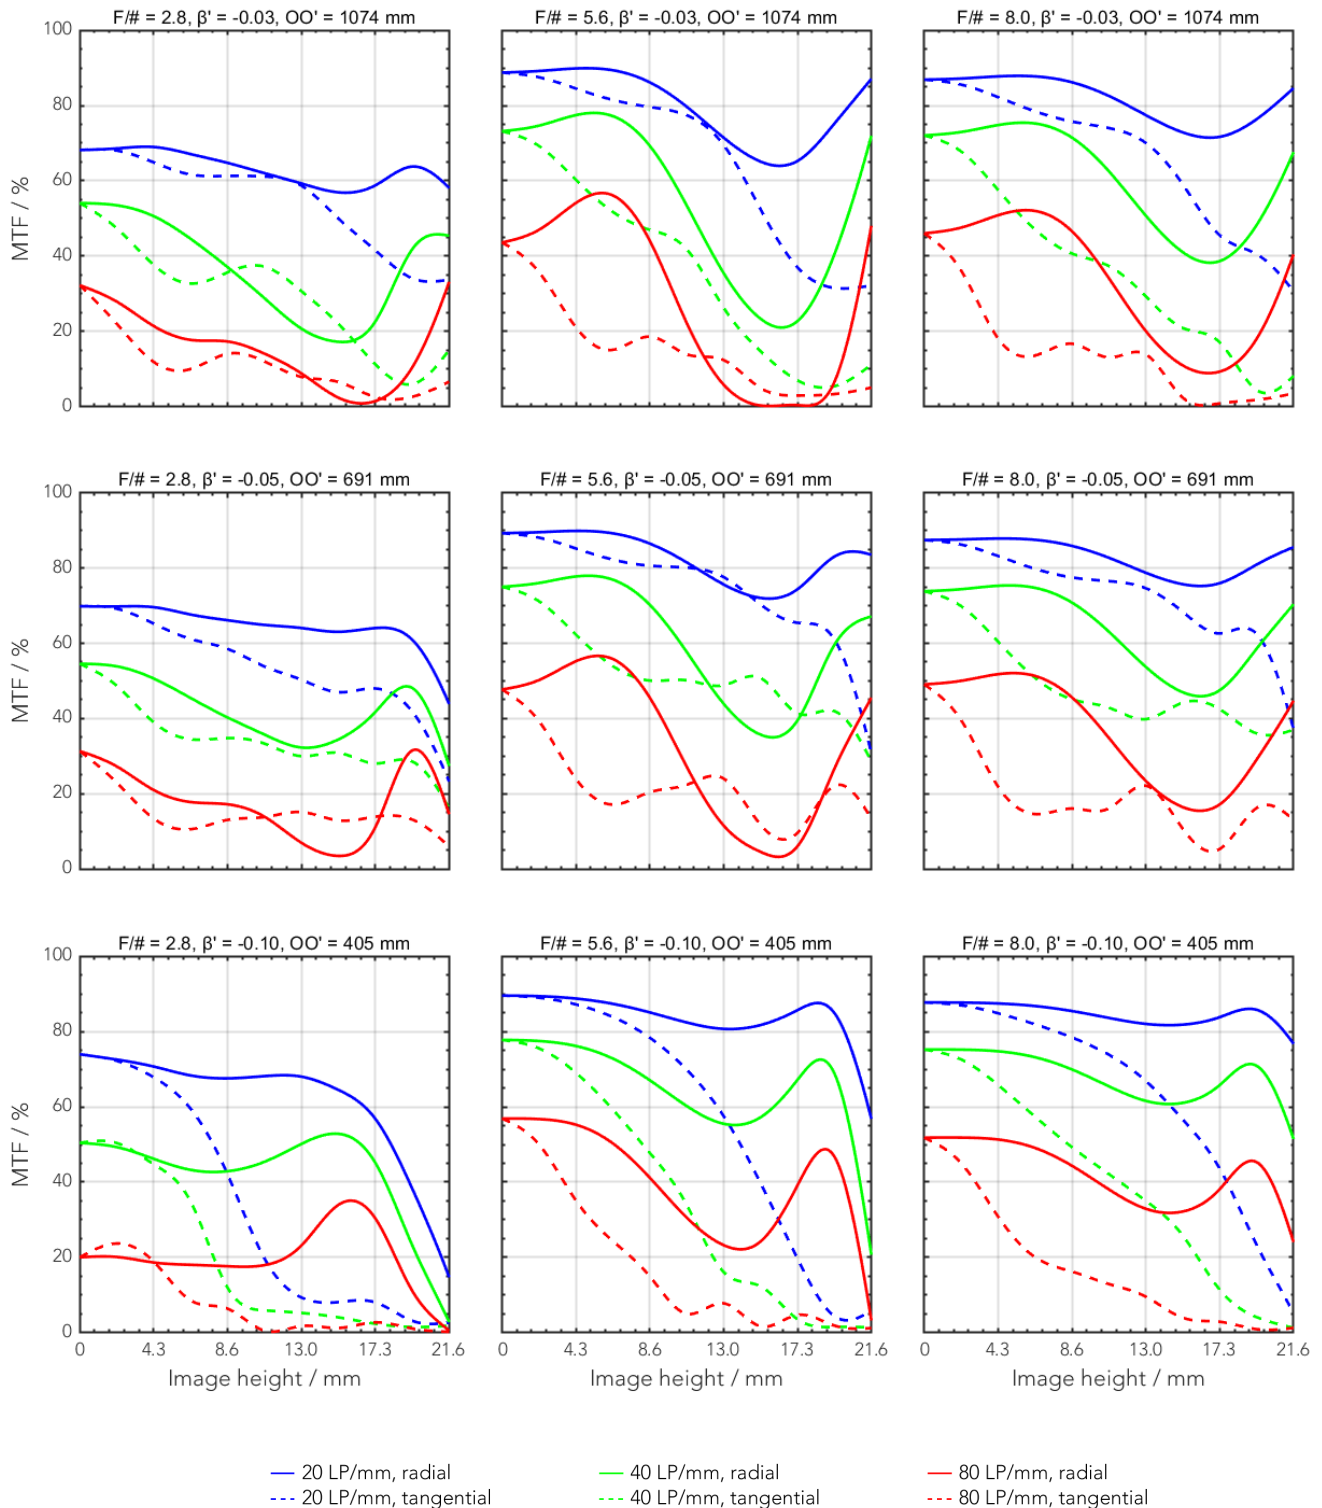 F/# = 2.8, β' = -0.03, OO' = 1074 mm
F/# = 5.6, β' = -0.03, OO' = 1074 mm
F/# = 8.0, β' = -0.03, OO' = 1074 mm
100
80
60
40
20
0
MTF / %
F/# = 2.8, β' = -0.05, OO' = 691 mm
F/# = 5.6, β' = -0.05, OO' = 691 mm
F/# = 8.0, β' = -0.05, OO' = 691 mm
100
80
60
40
20
0
MTF / %
F/# = 2.8, β' = -0.10, OO' = 405 mm
F/# = 5.6, β' = -0.10, OO' = 405 mm
F/# = 8.0, β' = -0.10, OO' = 405 mm
100
80
60
40
20
0
MTF / %
0 4.3 8.6 13.0 17.3 21.6
0 4.3 8.6 13.0 17.3 21.6
0 4.3 8.6 13.0 17.3 21.6
Image height / mm
Image height / mm
Image height / mm
20 LP/mm, radial
20 LP/mm, tangential
40 LP/mm, radial
40 LP/mm, tangential
80 LP/mm, radial
80 LP/mm, tangential